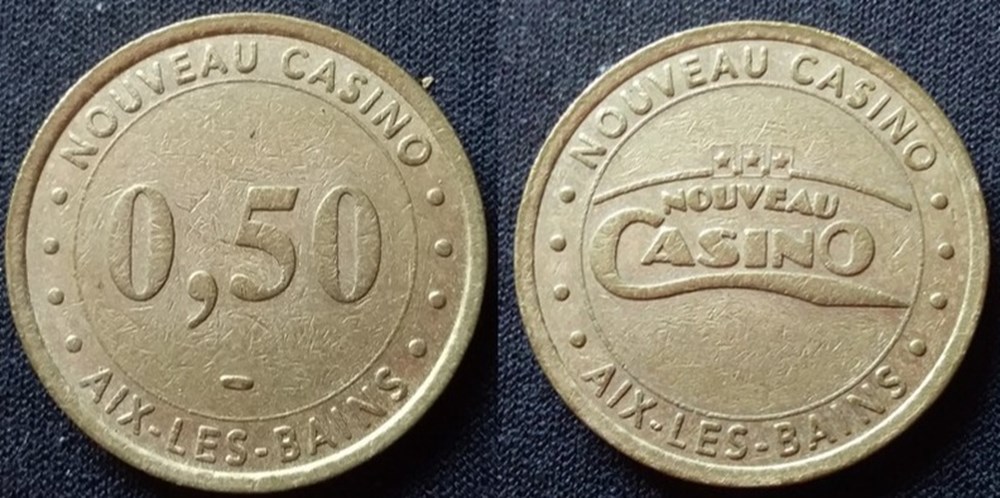 NOUVEAU CASINO
0,50
-
AIX-LES-BAINS
NOUVEAU CASINO
NOUVEAU
CASINO
AIX-LES-BAINS